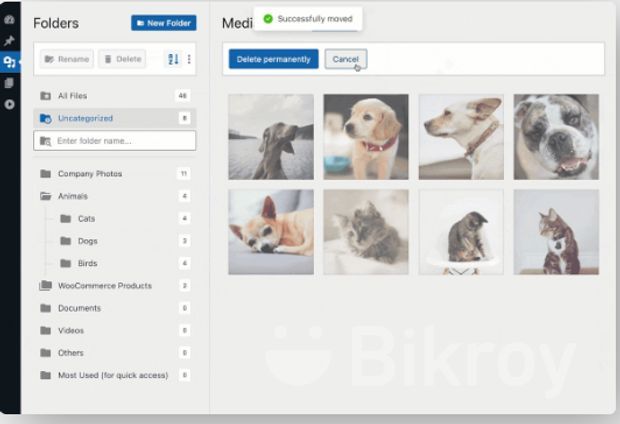 Folders
New Folder
Rename
Delete
All Files 46
Uncategorized 8
Enter folder name...
Company Photos 11
Animals 4
Cats 4
Dogs 3
Birds 4
WooCommerce Products 2
Documents 0
Videos 0
Others 0
Most Used (for quick access) 0
Medi
Successfully moved
Delete permanently
Cancel
Bikroy